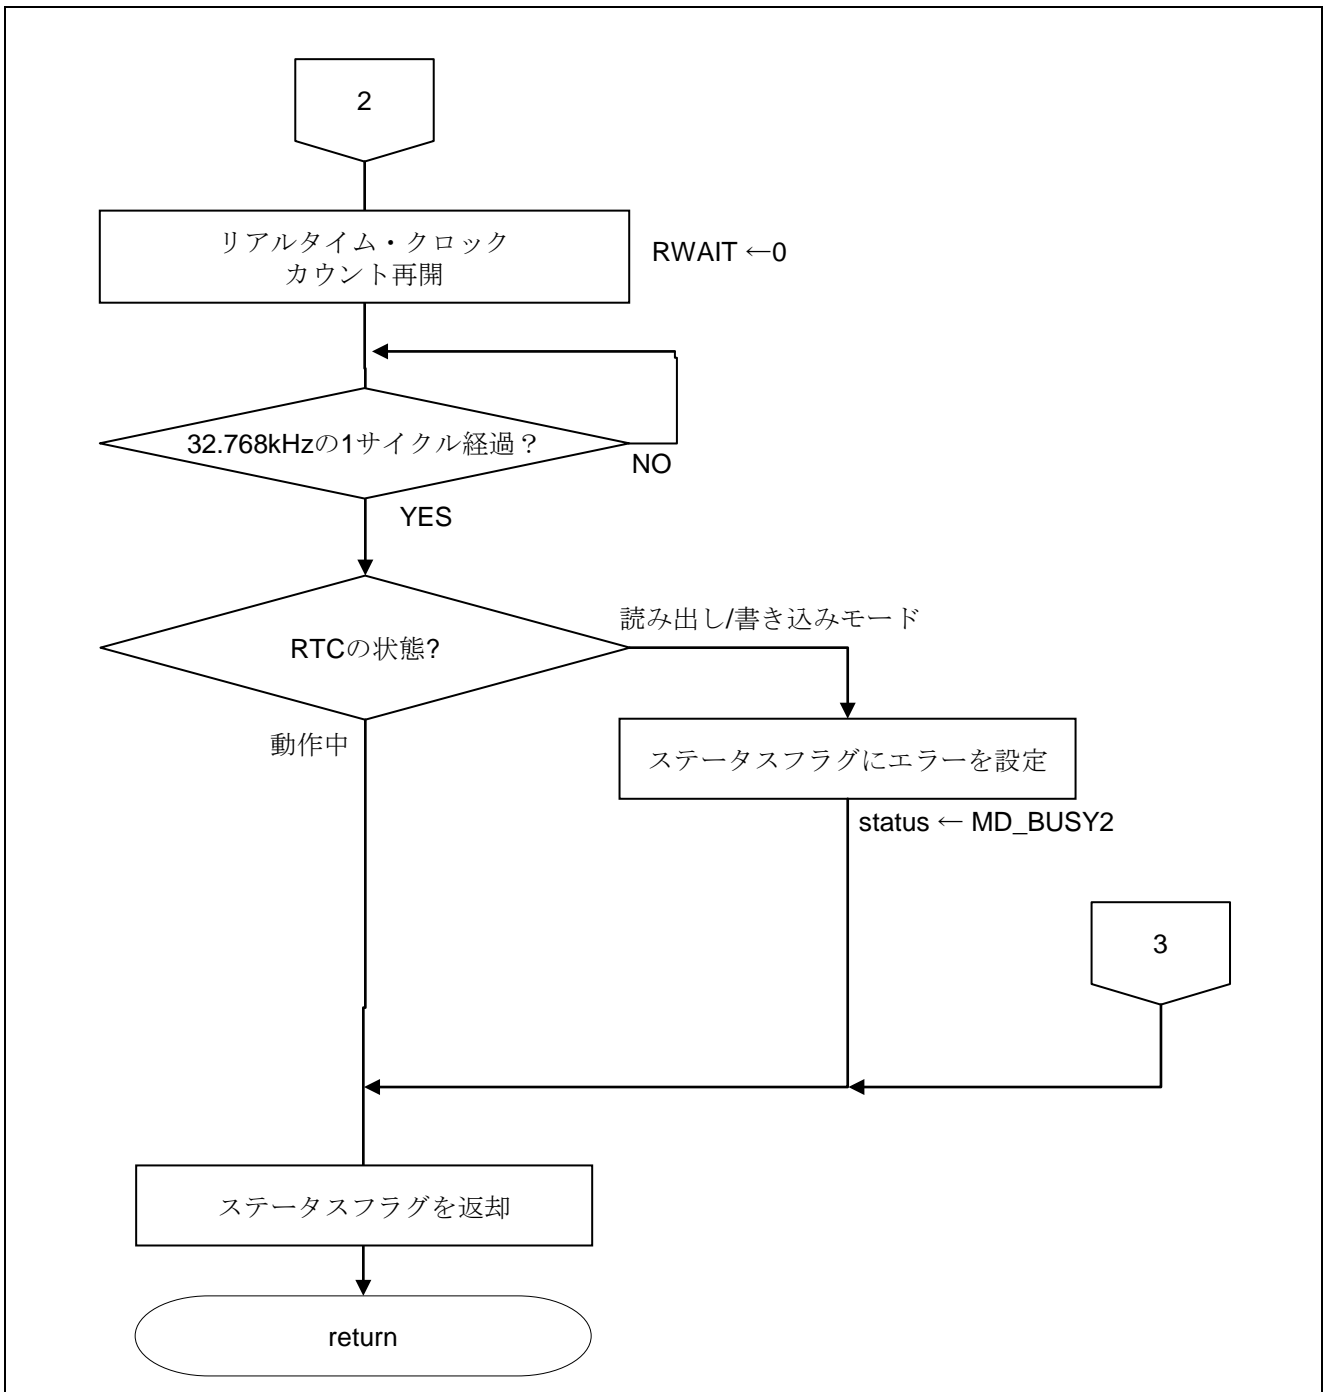 2
リアルタイム・クロック
カウント再開
RWAIT ←0
32.768kHzの1サイクル経過？
NO
YES
読み出し/書き込みモード
RTCの状態?
動作中
ステータスフラグにエラーを設定
status ← MD_BUSY2
3
ステータスフラグを返却
return